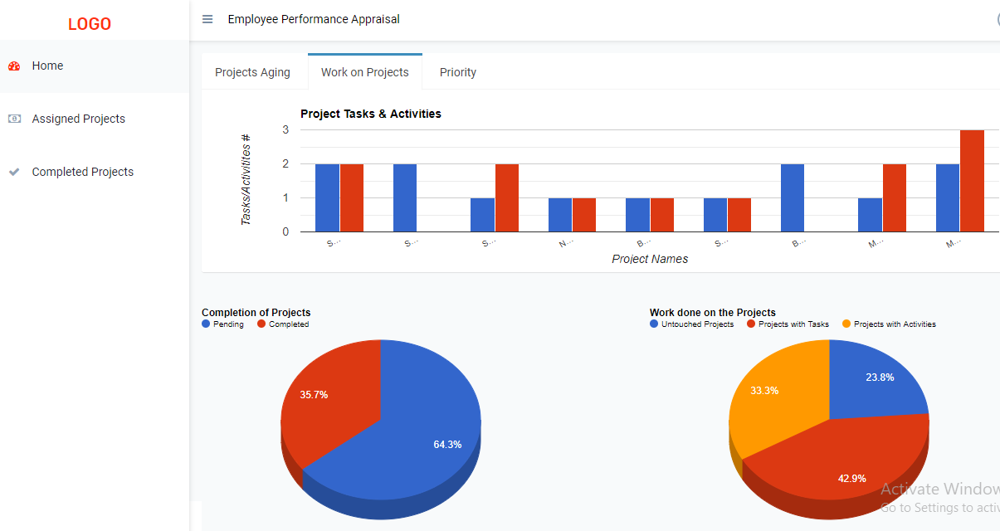 LOGO
Employee Performance Appraisal
Home
Assigned Projects
Completed Projects
Projects Aging
Work on Projects
Priority
Project Tasks & Activities
Tasks/Activitites #
3
2
1
0
S...
S...
S...
N...
B...
S...
B...
M...
M...
Project Names
Completion of Projects
Pending
Completed
35.7%
64.3%
Work done on the Projects
Untouched Projects
Projects with Tasks
Projects with Activities
33.3%
23.8%
42.9%
Activate Window
Go to Settings to activ